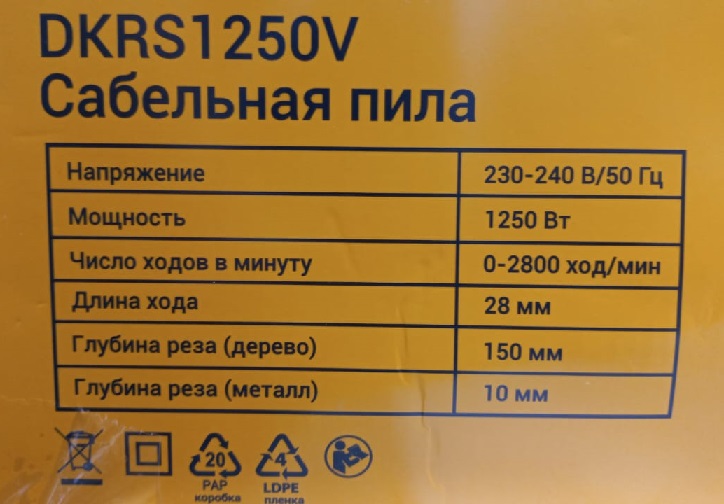 DKRS1250V
Сабельная пила
Напряжение 230-240 В/50 Гц
Мощность 1250 Вт
Число ходов в минуту 0-2800 ход/мин
Длина хода 28 мм
Глубина реза (дерево) 150 мм
Глубина реза (металл) 10 мм
20 4
PAP LDPE
коробка пленка